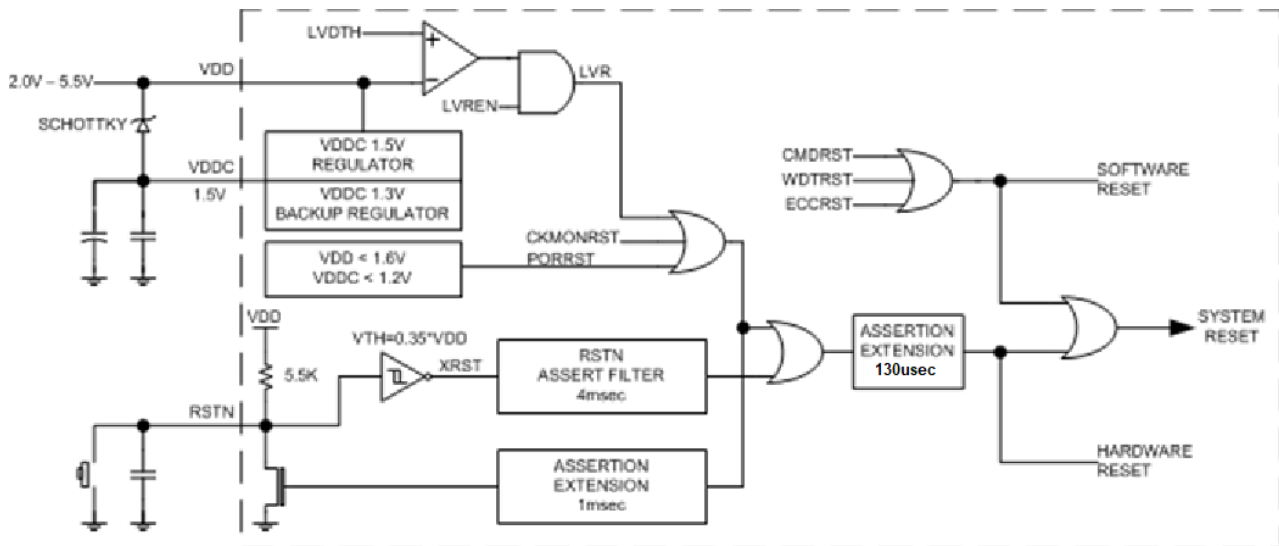 LVDTH
+
−
LVR
LVREN
2.0V – 5.5V
VDD
SCHOTTKY
VDDC
1.5V
VDDC 1.5V
REGULATOR
VDDC 1.3V
BACKUP REGULATOR
CMDRST
WDTRST
ECCRST
SOFTWARE
RESET
VDD < 1.6V
VDDC < 1.2V
CKMONRST
PORRST
VDD
5.5K
VTH=0.35*VDD
XRST
RSTN
ASSERT FILTER
4msec
ASSERTION
EXTENSION
130usec
SYSTEM
RESET
RSTN
ASSERTION
EXTENSION
1msec
HARDWARE
RESET